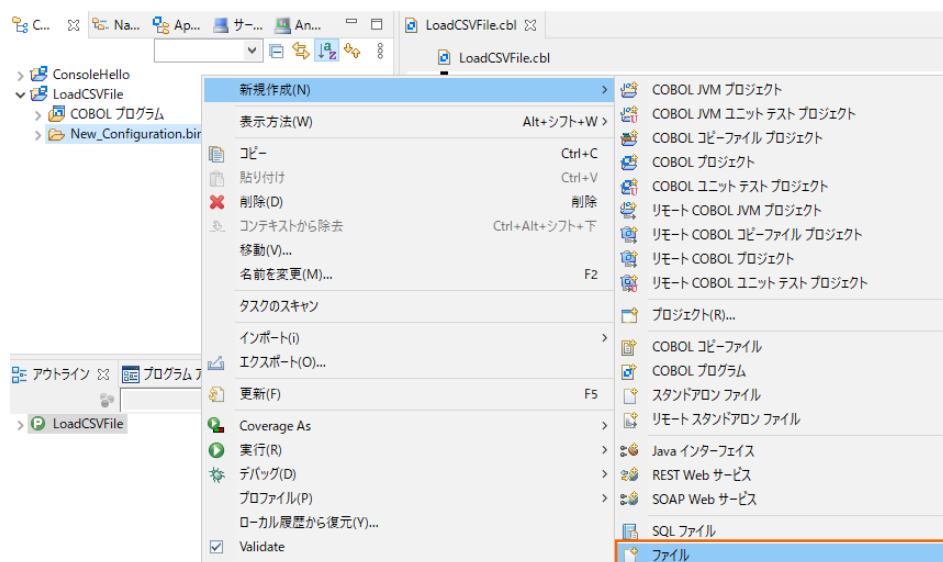 C...
Na...
Ap...
サー...
An...
LoadCSVFile.cbl
LoadCSVFile.cbl
ConsoleHello
LoadCSVFile
COBOL プログラム
New_Configuration.bin
アウトライン
プログラム
LoadCSVFile
新規作成(N)
表示方法(W) Alt+シフト+W
コピー Ctrl+C
貼り付け Ctrl+V
削除(D) 削除
コンテキストから除去 Ctrl+Alt+シフト+下
移動(V)...
名前を変更(M)... F2
タスクのスキャン
インポート(i)
エクスポート(O)...
更新(F) F5
Coverage As
実行(R)
デバッグ(D)
プロファイル(P)
ローカル履歴から復元(Y)...
Validate
COBOL JVM プロジェクト
COBOL JVM ユニット テスト プロジェクト
COBOL コピーファイル プロジェクト
COBOL プロジェクト
COBOL ユニット テスト プロジェクト
リモート COBOL JVM プロジェクト
リモート COBOL コピーファイル プロジェクト
リモート COBOL プロジェクト
リモート COBOL ユニット テスト プロジェクト
プロジェクト(R)...
COBOL コピーファイル
COBOL プログラム
スタンドアロン ファイル
リモート スタンドアロン ファイル
Java インターフェイス
REST Web サービス
SOAP Web サービス
SQL ファイル
ファイル